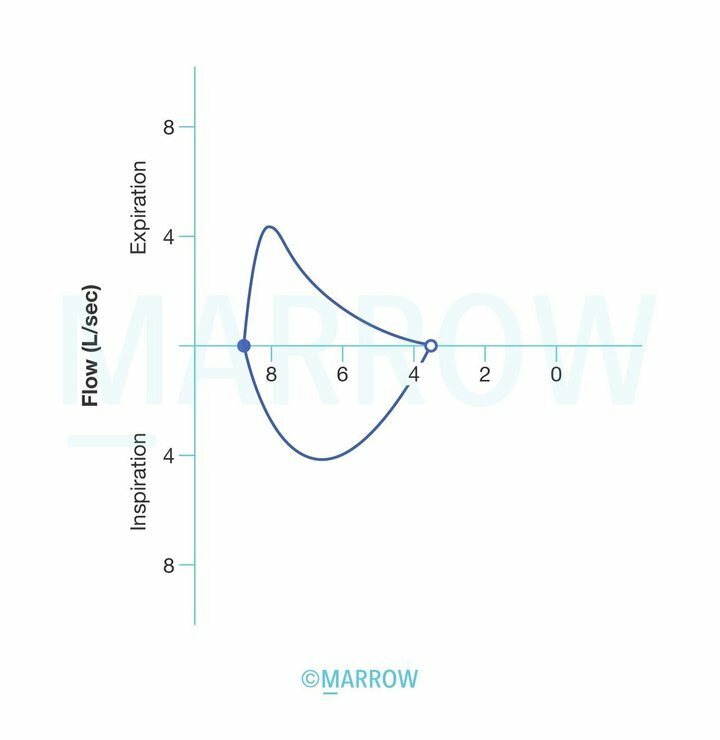 8
Expiration
4
Flow (L/sec)
MARROW
8 6 4 2 0
4
Inspiration
8
©MARROW